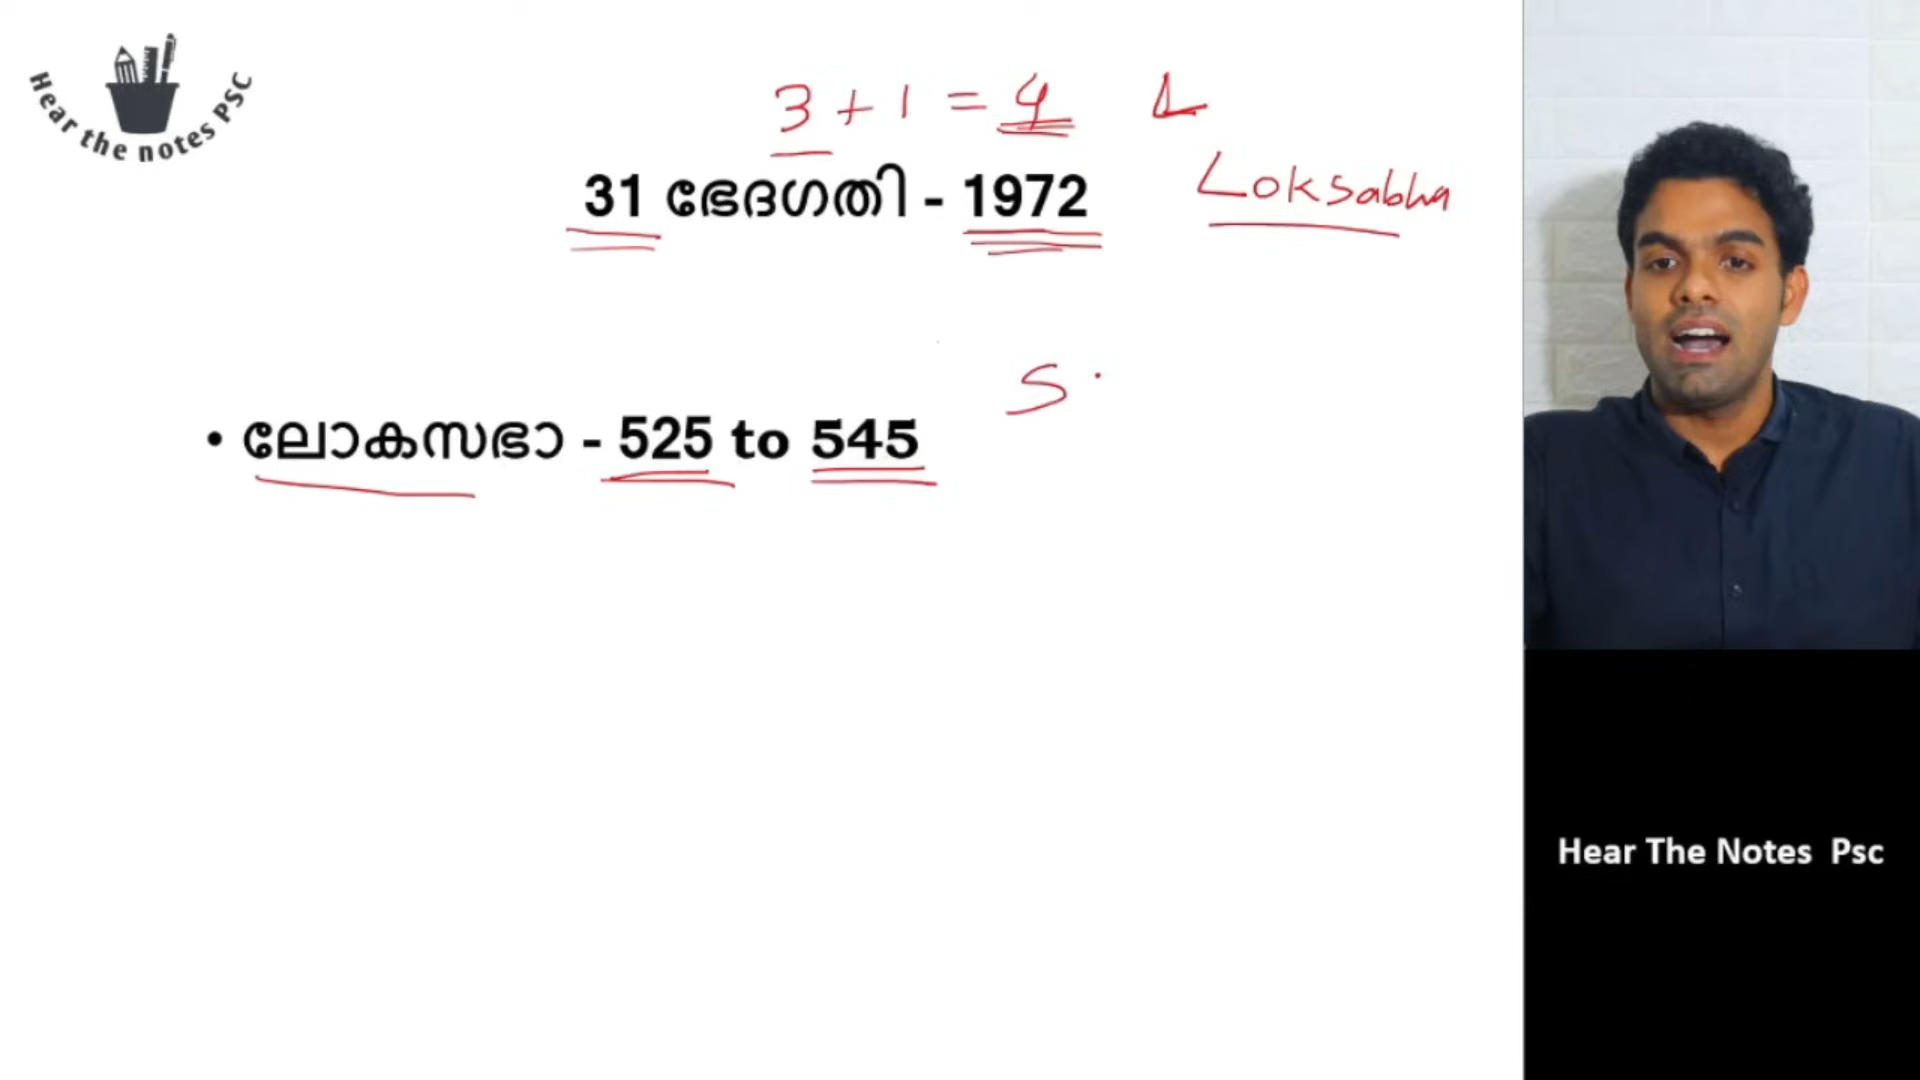 Hear the notes PSC
3 + 1 = 4 L
31 ഭേദഗതി - 1972
Loksabha
5
• ലോകസഭാ - 525 to 545
Hear The Notes Psc